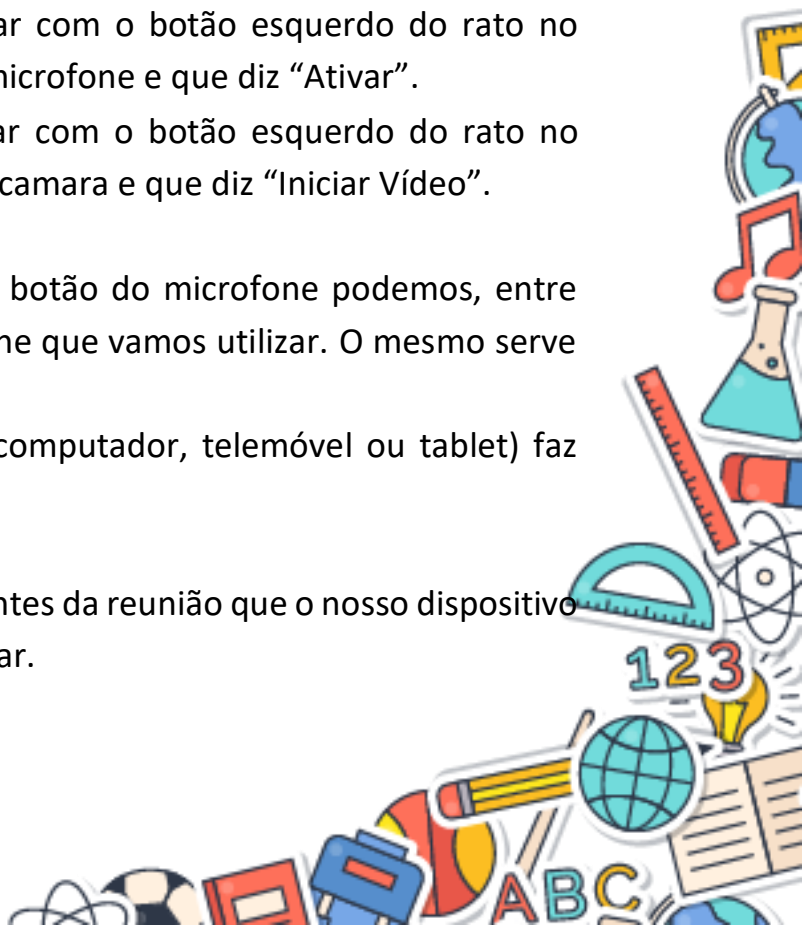 ar com o botão esquerdo do rato no
microfone e que diz “Ativar”.
ar com o botão esquerdo do rato no
camara e que diz “Iniciar Vídeo”.
botão do microfone podemos, entre
ne que vamos utilizar. O mesmo serve
computador, telemóvel ou tablet) faz
ntes da reunião que o nosso dispositivo
ar.
123
ABC